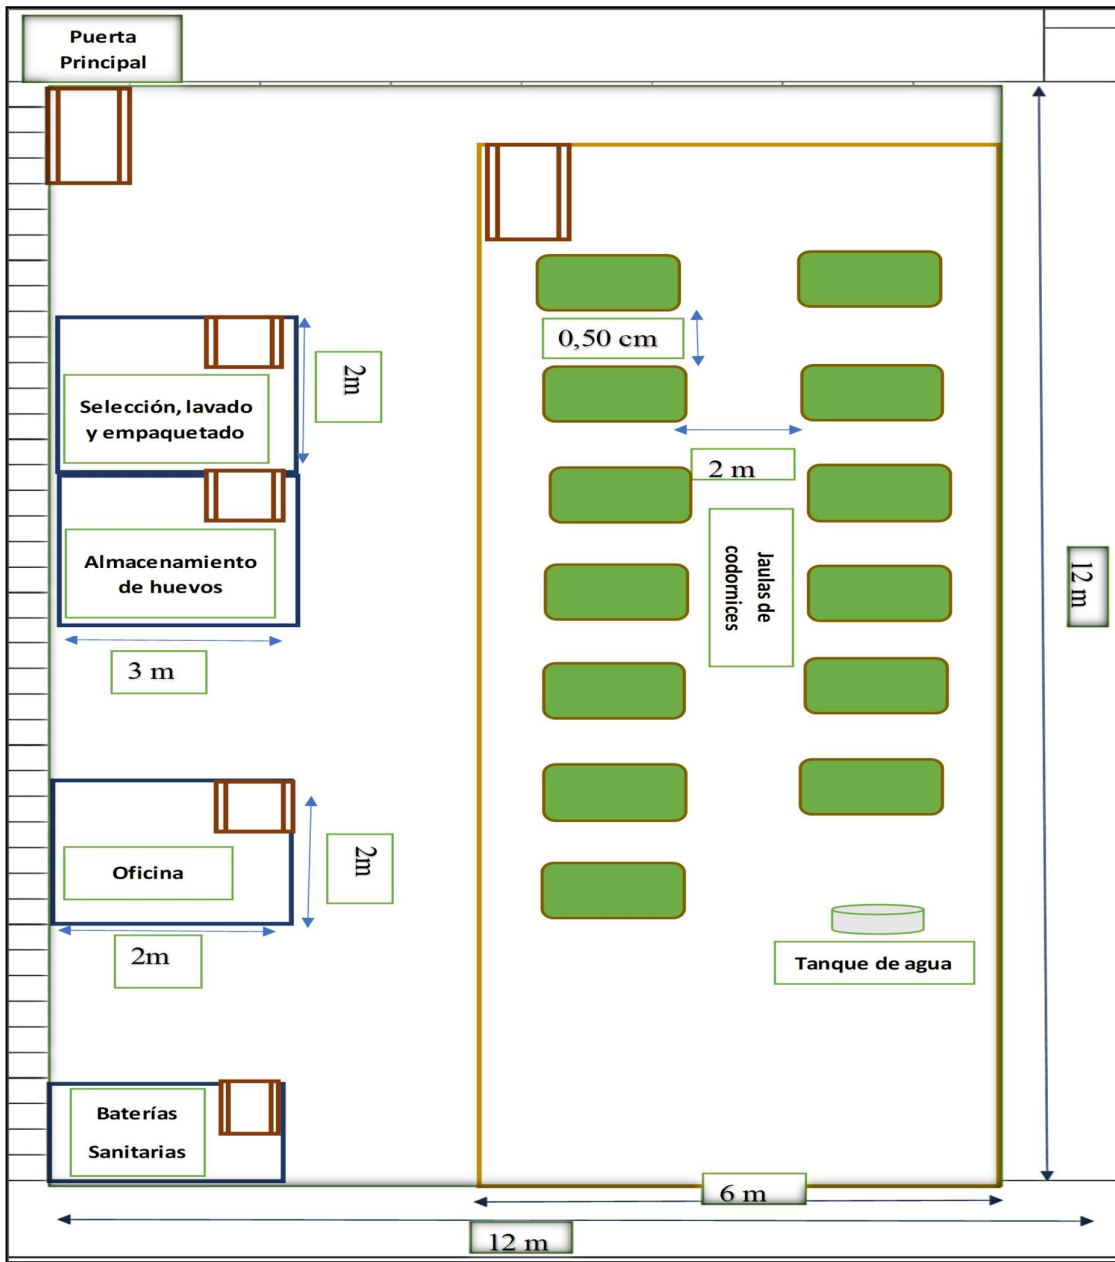 Puerta
Principal
0,50 cm
2m
Selección, lavado
y empaquetado
2 m
Almacenamiento
de huevos
Jaulas de
codornices
12 m
3 m
Oficina
2m
2m
Tanque de agua
Baterías
Sanitarias
6 m
12 m